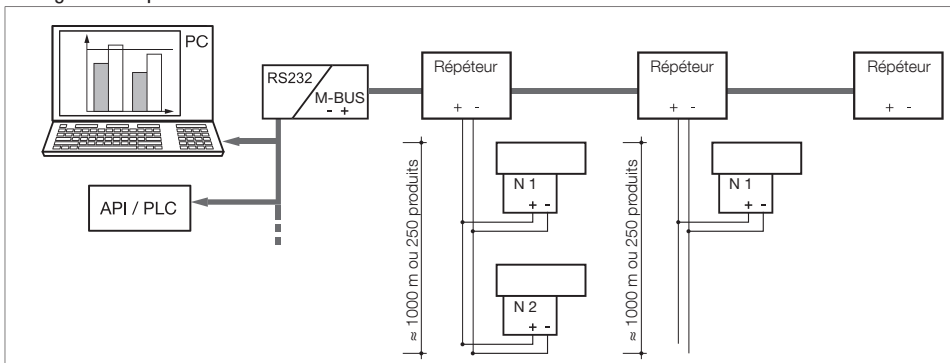 PC
RS232
M-BUS
- +
Répéteur
+ -
Répéteur
+ -
Répéteur
+ -
API / PLC
≈ 1000 m ou 250 produits
N 1
+ -
N 2
+ -
≈ 1000 m ou 250 produits
N 1
+ -